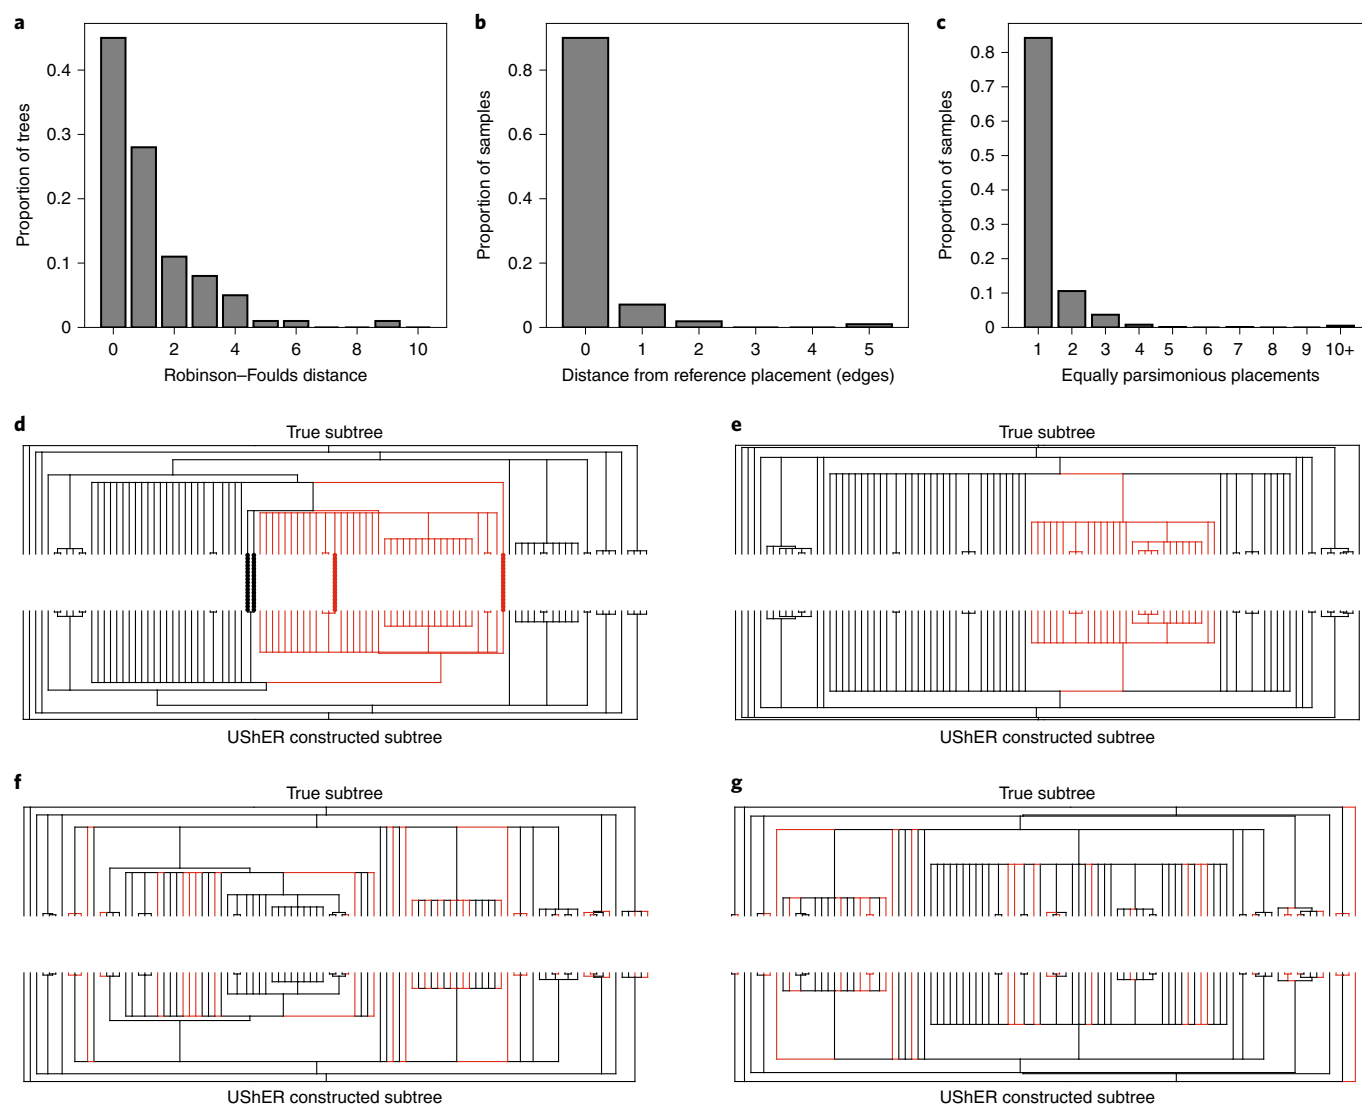 a
0.4
0.3
0.2
0.1
0
Proportion of trees
0 2 4 6 8 10
Robinson–Foulds distance
b
0.8
0.6
0.4
0.2
0
Proportion of samples
0 1 2 3 4 5
Distance from reference placement (edges)
c
0.8
0.7
0.6
0.5
0.4
0.3
0.2
0.1
0
Proportion of samples
1 2 3 4 5 6 7 8 9 10+
Equally parsimonious placements
d
True subtree
UShER constructed subtree
e
True subtree
UShER constructed subtree
f
True subtree
UShER constructed subtree
g
True subtree
UShER constructed subtree